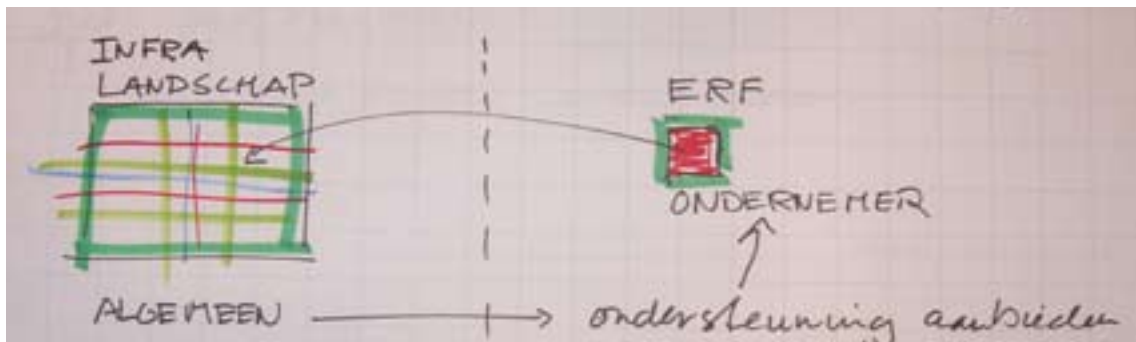 INFRA
LANDSCHAP
ERF
ONDERNEMER
ALGEMEEN
ondersteuning aanbieden